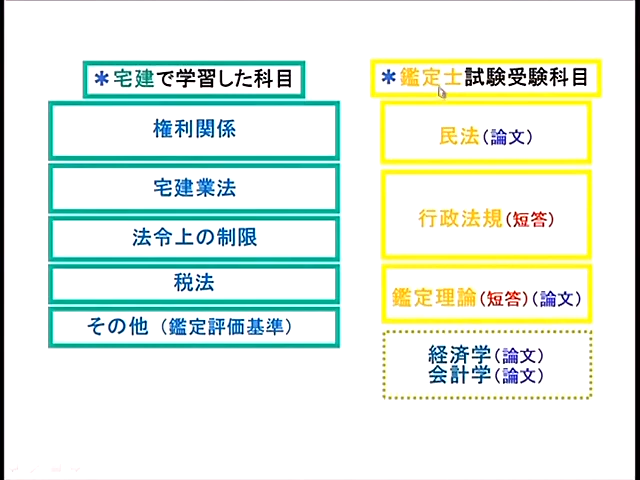 ＊宅建で学習した科目
権利関係
宅建業法
法令上の制限
税法
その他（鑑定評価基準）
＊鑑定士試験受験科目
民法(論文)
行政法規(短答)
鑑定理論(短答)(論文)
経済学(論文)
会計学(論文)